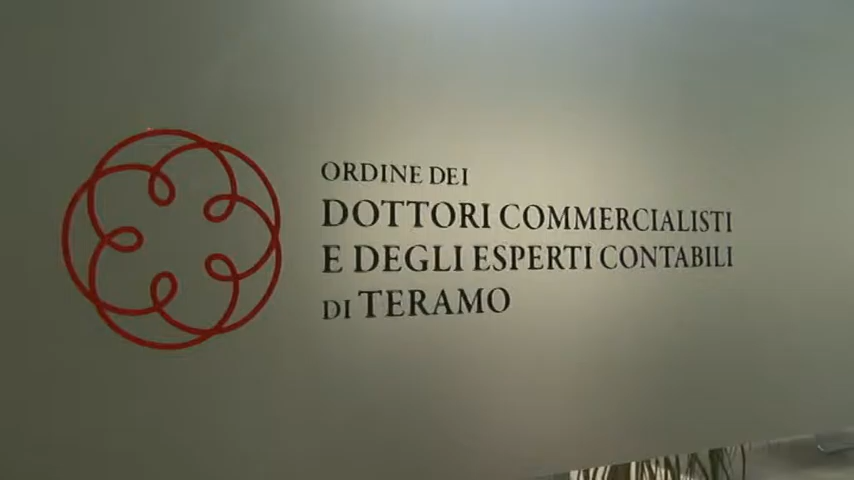 ORDINE DEI
DOTTORI COMMERCIALISTI
E DEGLI ESPERTI CONTABILI
DI TERAMO